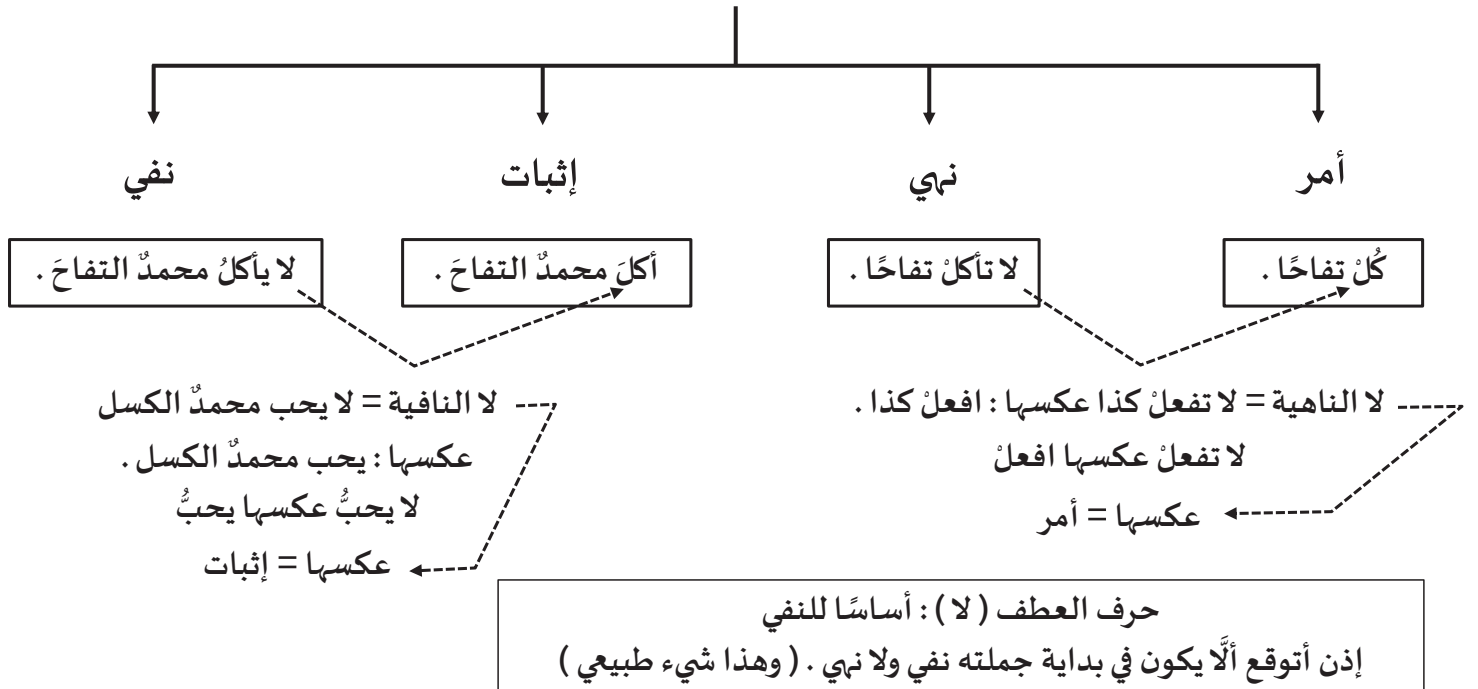 أمر
نهي
إثبات
نفي
كُلْ تفاحًا .
لا تأكلْ تفاحًا .
أكلَ محمدٌ التفاحَ .
لا يأكلُ محمدٌ التفاحَ .
لا الناهية = لا تفعلْ كذا عكسها : افعلْ كذا .
لا تفعلْ عكسها افعلْ
عكسها = أمر
لا النافية = لا يحب محمدٌ الكسل
عكسها : يحب محمدٌ الكسل .
لا يحبُّ عكسها يحبُّ
عكسها = إثبات
حرف العطف ( لا ) : أساسًا للنفي
إذن أتوقع ألَّا يكون في بداية جملته نفي ولا نهي . ( وهذا شيء طبيعي )